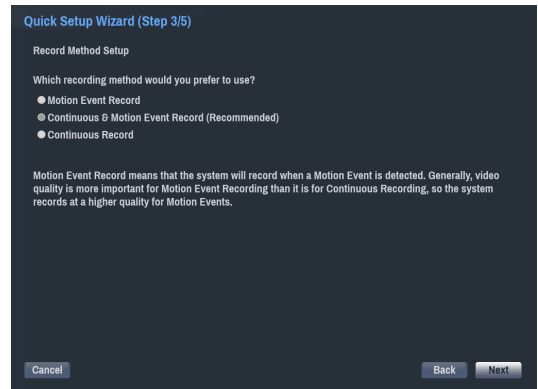 Quick Setup Wizard (Step 3/5)
Record Method Setup
Which recording method would you prefer to use?
Motion Event Record
Continuous & Motion Event Record (Recommended)
Continuous Record
Motion Event Record means that the system will record when a Motion Event is detected. Generally, video
quality is more important for Motion Event Recording than it is for Continuous Recording, so the system
records at a higher quality for Motion Events.
Cancel Back Next